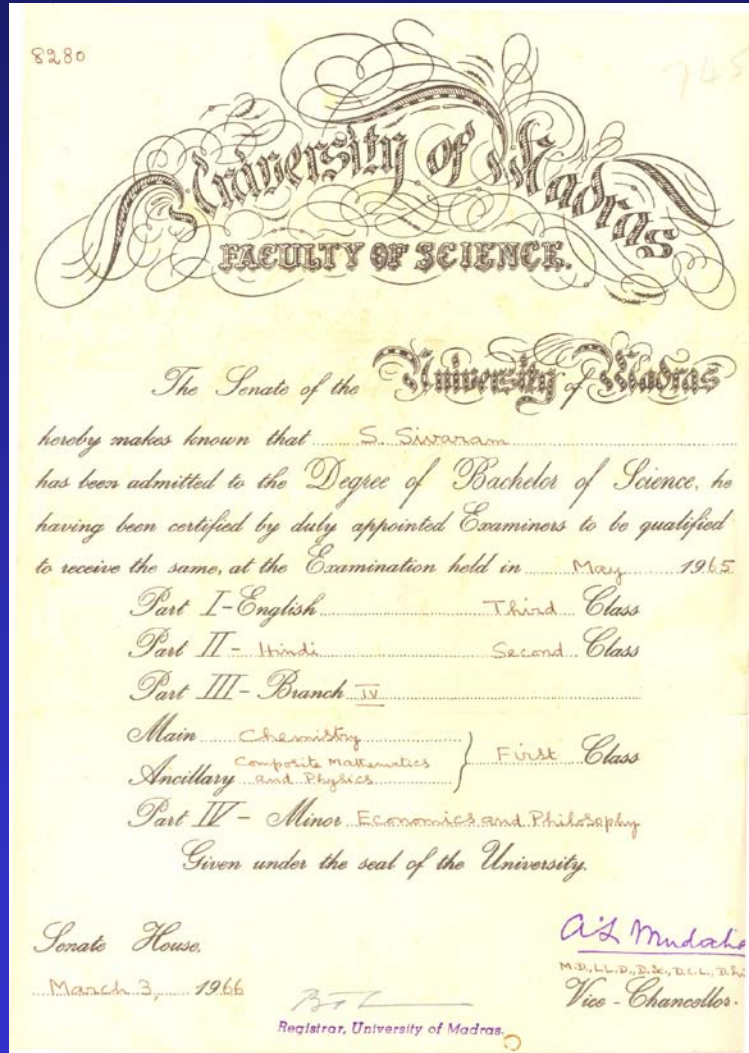 8280
745
University of Madras
FACULTY OF SCIENCE.
The Senate of the University of Madras
hereby makes known that S. Sivaram
has been admitted to the Degree of Bachelor of Science, he
having been certified by duly appointed Examiners to be qualified
to receive the same, at the Examination held in May 1965
Part I - English Third Class
Part II - Hindi Second Class
Part III - Branch IV
Main Chemistry
Ancillary Composite Mathematics and Physics } First Class
Part IV - Minor Economics and Philosophy
Given under the seal of the University.
Senate House,
March 3, 1966
M.D., LL.D., D.Sc., D.C.L.,
Vice-Chancellor.
Registrar, University of Madras.